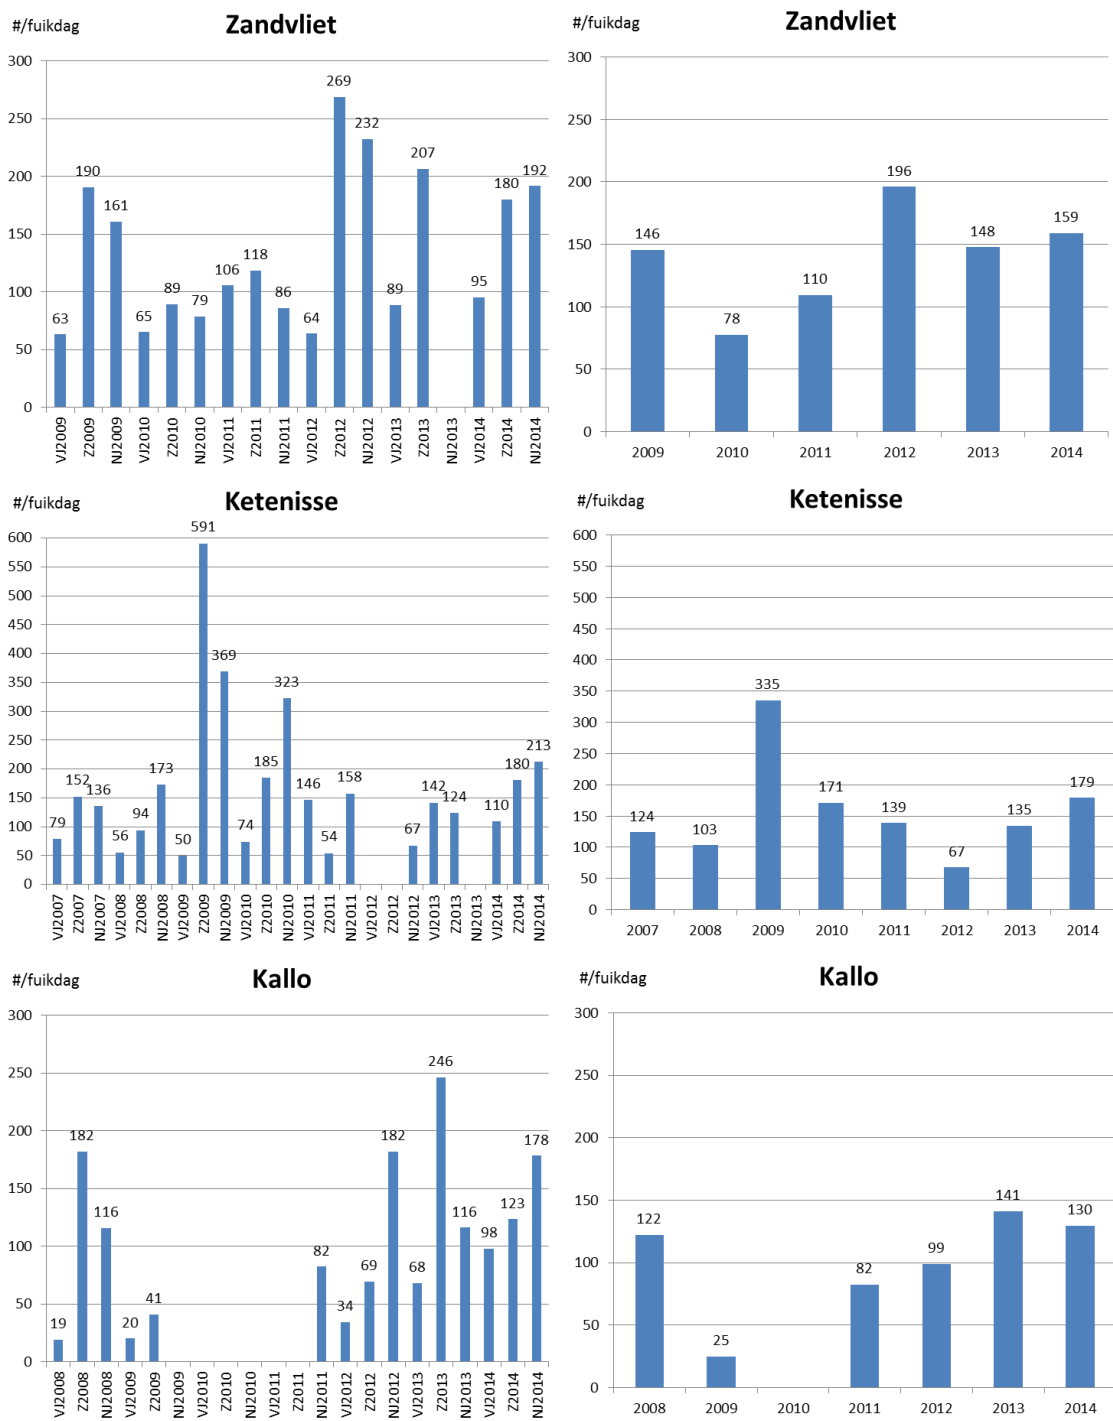 #/fuikdag
Zandvliet
300
250
200
150
100
50
0
63
190
161
65
89
79
106
118
86
64
269
232
89
207
95
180
192
VJ2009
Z2009
NJ2009
VJ2010
Z2010
NJ2010
VJ2011
Z2011
NJ2011
VJ2012
Z2012
NJ2012
VJ2013
Z2013
NJ2013
VJ2014
Z2014
NJ2014
#/fuikdag
Zandvliet
300
250
200
150
100
50
0
146
78
110
196
148
159
2009 2010 2011 2012 2013 2014
#/fuikdag
Ketenisse
600
550
500
450
400
350
300
250
200
150
100
50
0
79
152
136
56
94
173
50
591
369
74
185
323
146
54
158
67
142
124
110
180
213
VJ2007
Z2007
NJ2007
VJ2008
Z2008
NJ2008
VJ2009
Z2009
NJ2009
VJ2010
Z2010
NJ2010
VJ2011
Z2011
NJ2011
VJ2012
Z2012
NJ2012
VJ2013
Z2013
NJ2013
VJ2014
Z2014
NJ2014
#/fuikdag
Ketenisse
600
550
500
450
400
350
300
250
200
150
100
50
0
124
103
335
171
139
67
135
179
2007 2008 2009 2010 2011 2012 2013 2014
#/fuikdag
Kallo
300
250
200
150
100
50
0
19
182
116
20
41
82
34
69
182
68
246
116
98
123
178
VJ2008
Z2008
NJ2008
VJ2009
Z2009
NJ2009
VJ2010
Z2010
NJ2010
VJ2011
Z2011
NJ2011
VJ2012
Z2012
NJ2012
VJ2013
Z2013
NJ2013
VJ2014
Z2014
NJ2014
#/fuikdag
Kallo
300
250
200
150
100
50
0
122
25
82
99
141
130
2008 2009 2010 2011 2012 2013 2014